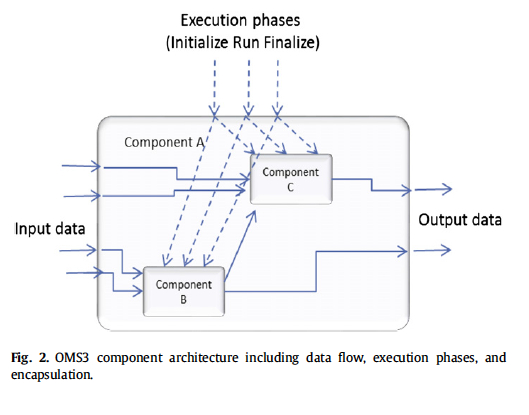 Execution phases
(Initialize Run Finalize)
Component A
Component
C
Input data
Output data
Component
B
Fig. 2. OMS3 component architecture including data flow, execution phases, and
encapsulation.